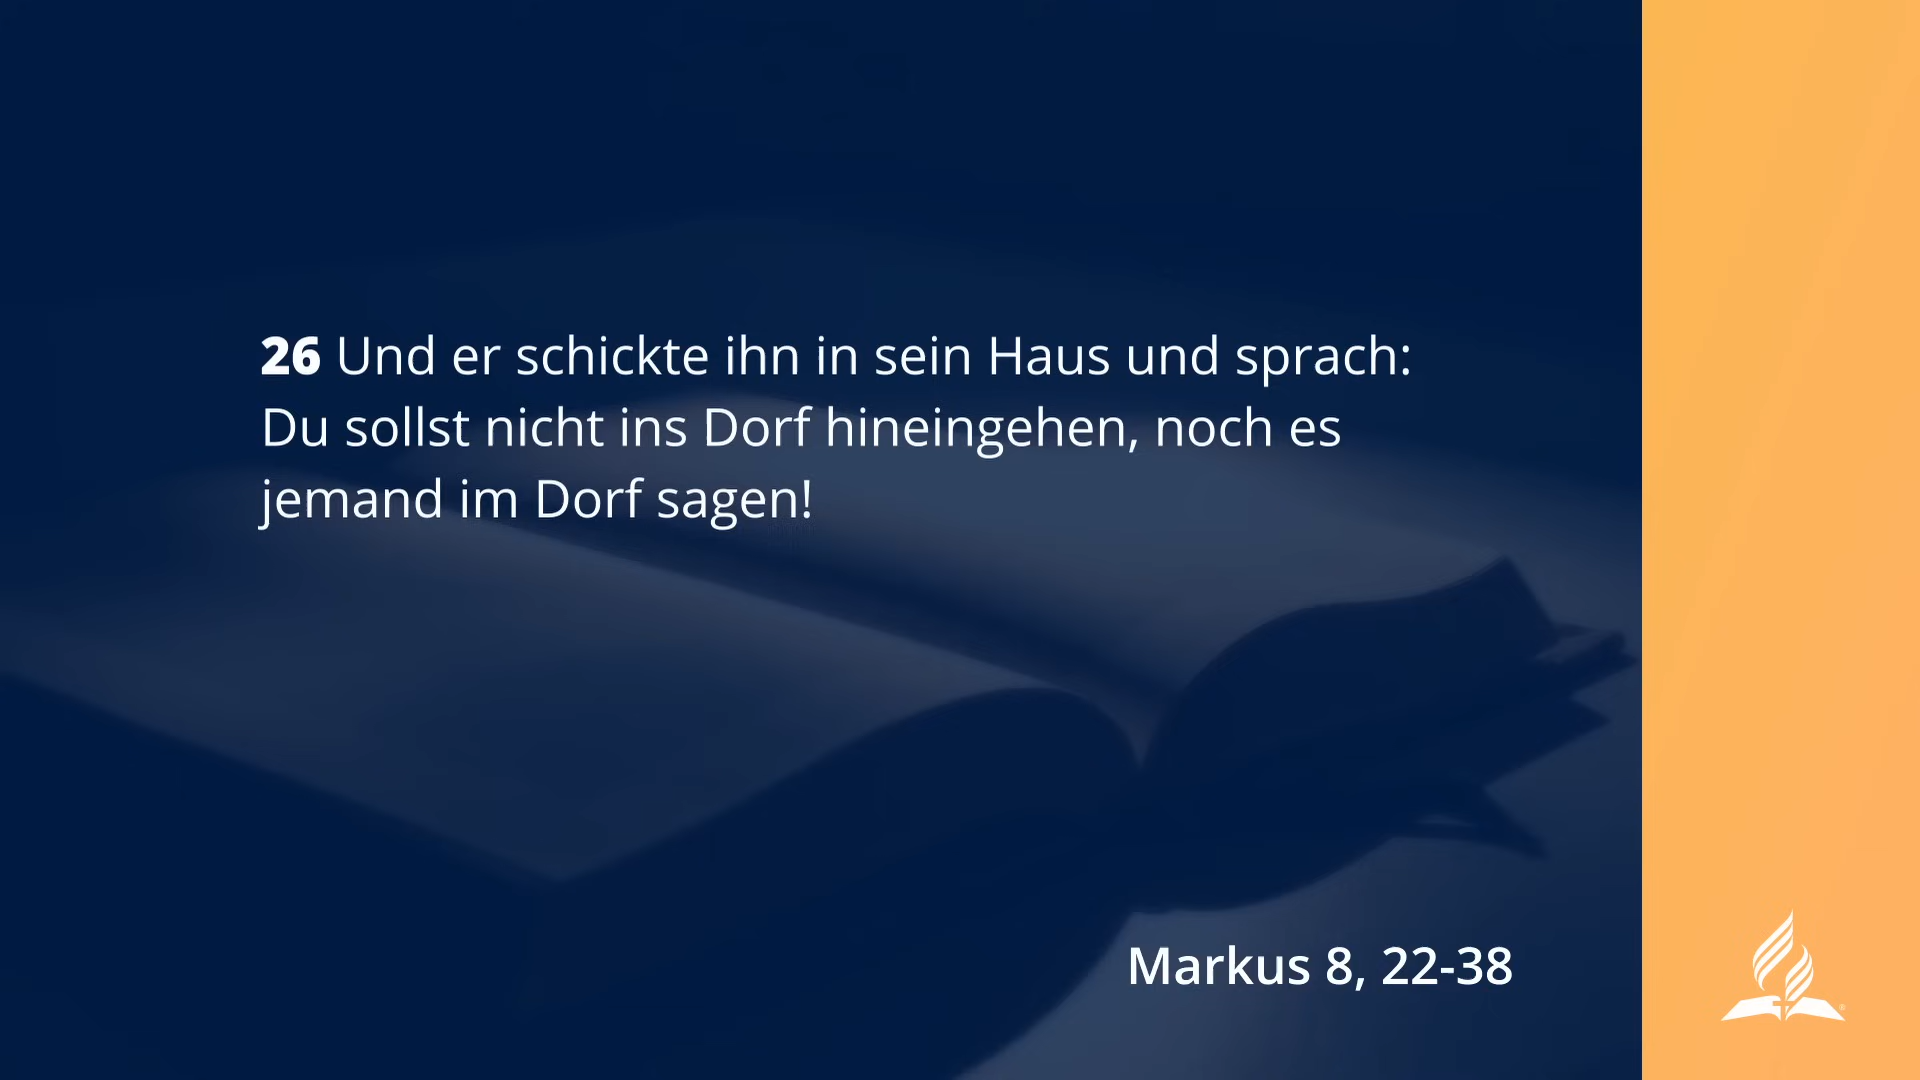 26 Und er schickte ihn in sein Haus und sprach:
Du sollst nicht ins Dorf hineingehen, noch es
jemand im Dorf sagen!
Markus 8, 22-38